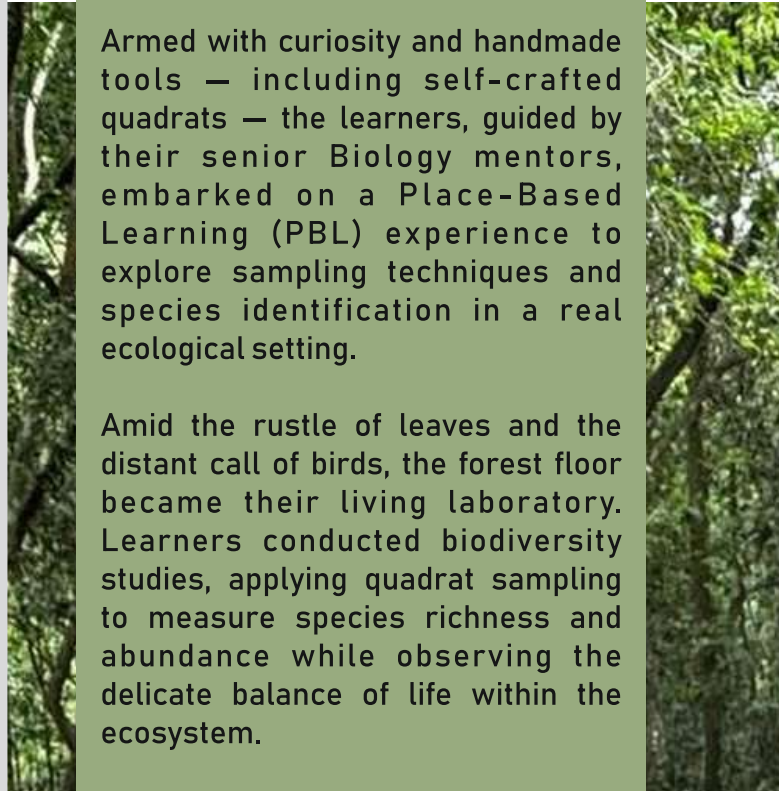 Armed with curiosity and handmade
tools — including self-crafted
quadrats — the learners, guided by
their senior Biology mentors,
embarked on a Place-Based
Learning (PBL) experience to
explore sampling techniques and
species identification in a real
ecological setting.
Amid the rustle of leaves and the
distant call of birds, the forest floor
became their living laboratory.
Learners conducted biodiversity
studies, applying quadrat sampling
to measure species richness and
abundance while observing the
delicate balance of life within the
ecosystem.